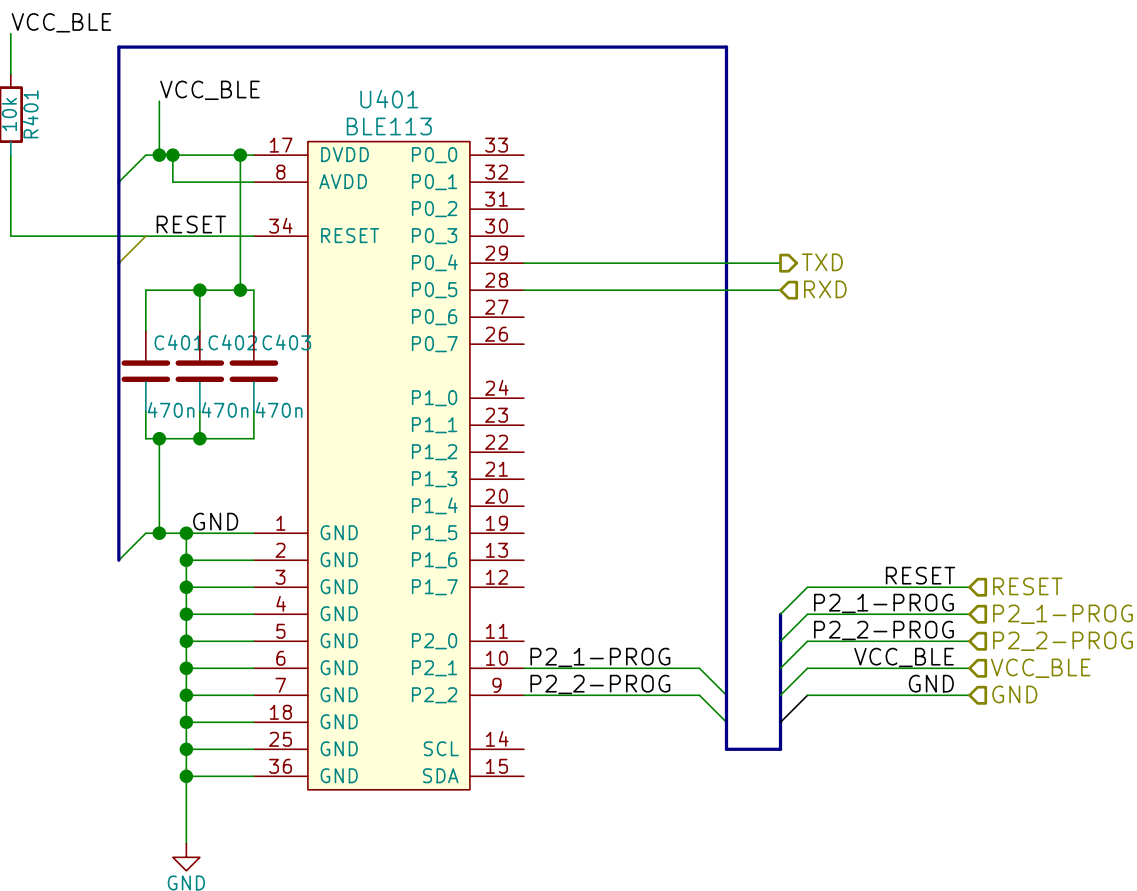 VCC_BLE
10k
R401
VCC_BLE
U401
BLE113
17 DVDD P0_0 33
8 AVDD P0_1 32
P0_2 31
RESET 34 RESET P0_3 30
P0_4 29 TXD
P0_5 28 RXD
P0_6 27
C401 C402 C403 P0_7 26
P1_0 24
470n 470n 470n
P1_1 23
P1_2 22
P1_3 21
P1_4 20
GND 1 GND P1_5 19
2 GND P1_6 13
3 GND P1_7 12
RESET RESET
4 GND
P2_1-PROG P2_1-PROG
5 GND P2_0 11
P2_2-PROG P2_2-PROG
6 GND P2_1 10 P2_1-PROG
VCC_BLE VCC_BLE
7 GND P2_2 9 P2_2-PROG
GND GND
18 GND
25 GND SCL 14
36 GND SDA 15
GND